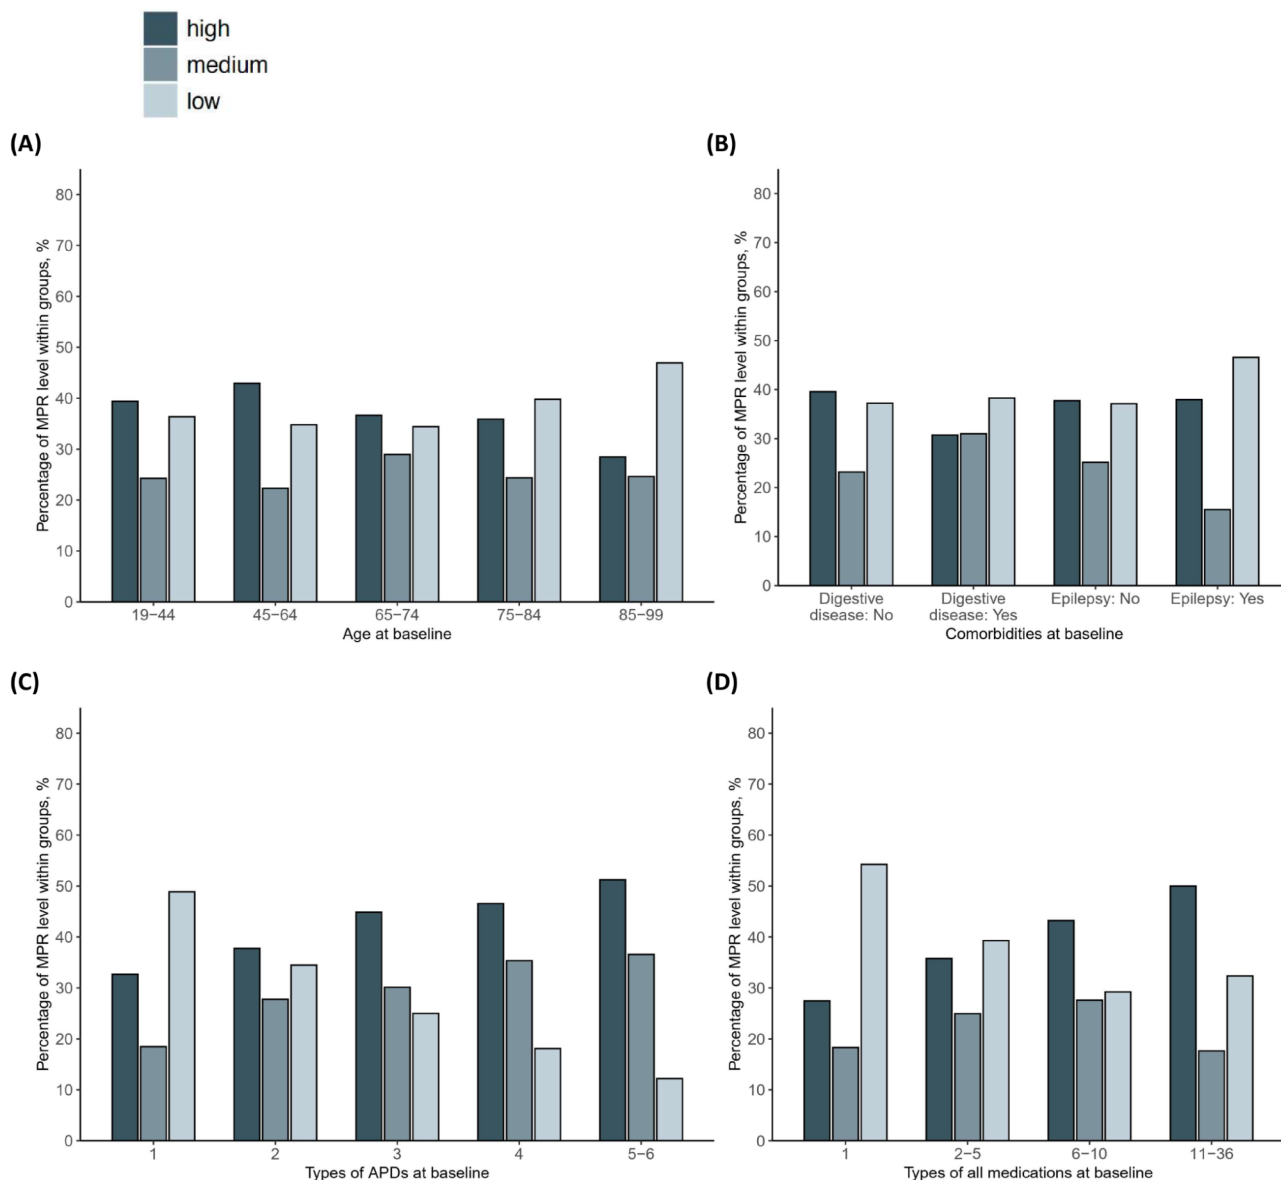 high
medium
low
(A)
Percentage of MPR level within groups, %
80
70
60
50
40
30
20
10
0
19−44 45−64 65−74 75−84 85−99
Age at baseline
(B)
Percentage of MPR level within groups, %
80
70
60
50
40
30
20
10
0
Digestive Digestive Epilepsy: No Epilepsy: Yes
disease: No disease: Yes
Comorbidities at baseline
(C)
Percentage of MPR level within groups, %
80
70
60
50
40
30
20
10
0
1 2 3 4 5−6
Types of APDs at baseline
(D)
Percentage of MPR level within groups, %
80
70
60
50
40
30
20
10
0
1 2−5 6−10 11−36
Types of all medications at baseline